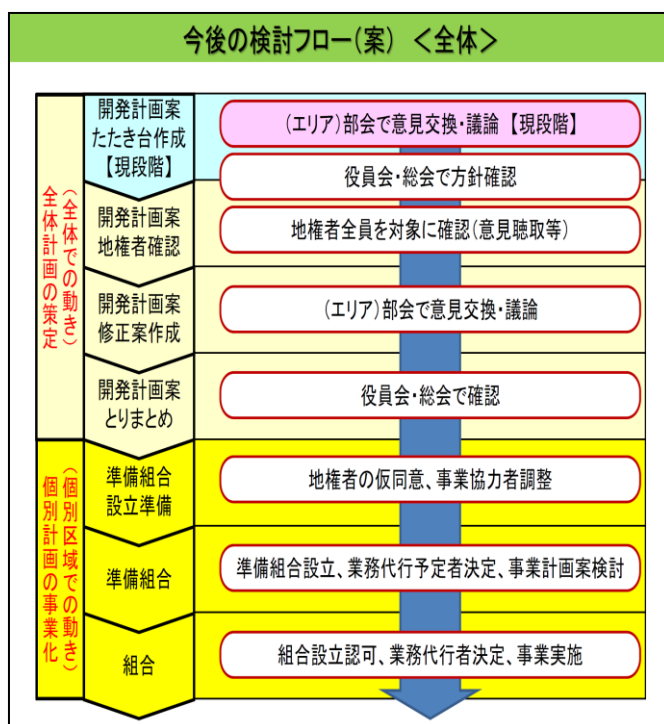 今後の検討フロー(案) <全体>
全体計画の策定
(全体での動き)
開発計画案
たたき台作成
【現段階】
(エリア)部会で意見交換・議論 【現段階】
役員会・総会で方針確認
開発計画案
地権者確認
地権者全員を対象に確認(意見聴取等)
開発計画案
修正案作成
(エリア)部会で意見交換・議論
開発計画案
とりまとめ
役員会・総会で確認
個別計画の事業化
(個別区域での動き)
準備組合
設立準備
地権者の仮同意、事業協力者調整
準備組合
準備組合設立、業務代行予定者決定、事業計画案検討
組合
組合設立認可、業務代行者決定、事業実施